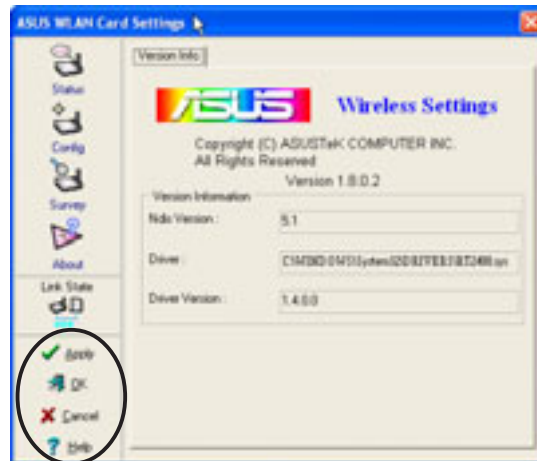 ASUS WLAN Card Settings
Status
Config
Survey
About
Link State
Apply
OK
Cancel
Help
Version Info
ASUS
Wireless Settings
Copyright (C) ASUSTeK COMPUTER INC.
All Rights Reserved
Version 1.8.0.2
Version Information
Ndis Version :
5.1
Driver :
Driver Version :
1.4.0.0